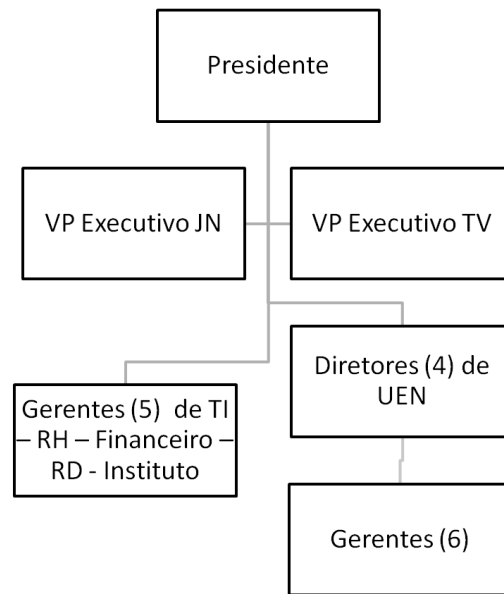 Presidente
VP Executivo JN
VP Executivo TV
Diretores (4) de
UEN
Gerentes (5) de TI
– RH – Financeiro –
RD - Instituto
Gerentes (6)